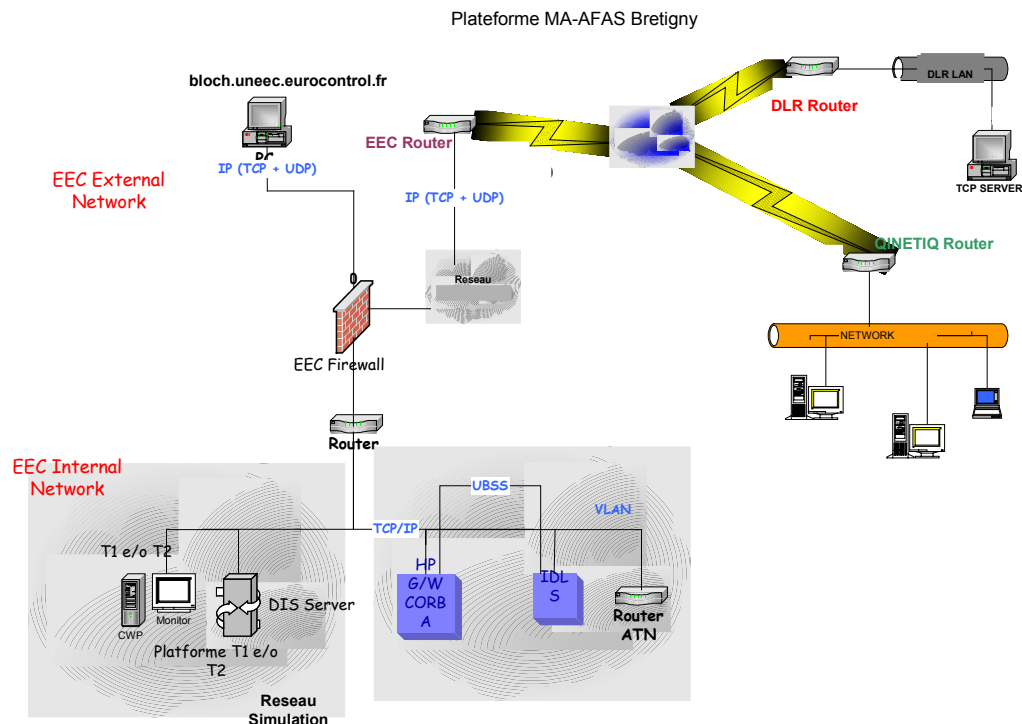 Plateforme MA-AFAS Bretigny
bloch.uneec.eurocontrol.fr
DLR LAN
DLR Router
EEC Router
IP (TCP + UDP)
EEC External
Network
TCP SERVER
IP (TCP + UDP)
QINETIQ Router
Reseau
NETWORK
EEC Firewall
Router
EEC Internal
Network
UBSS
VLAN
TCP/IP
T1 e/o T2
HP
G/W
CORB
A
IDL
S
DIS Server
CWP
Monitor
Router
ATN
Platforme T1 e/o
T2
Reseau
Simulation